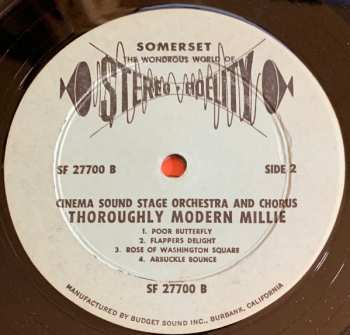 SOMERSET
THE WONDROUS WORLD OF
STEREO-FIDELITY
SF 27700 B SIDE 2
CINEMA SOUND STAGE ORCHESTRA AND CHORUS
THOROUGHLY MODERN MILLIE
1. POOR BUTTERFLY
2. FLAPPERS DELIGHT
3. ROSE OF WASHINGTON SQUARE
4. ARBUCKLE BOUNCE
SF 27700 B
MANUFACTURED BY BUDGET SOUND INC., BURBANK, CALIFORNIA